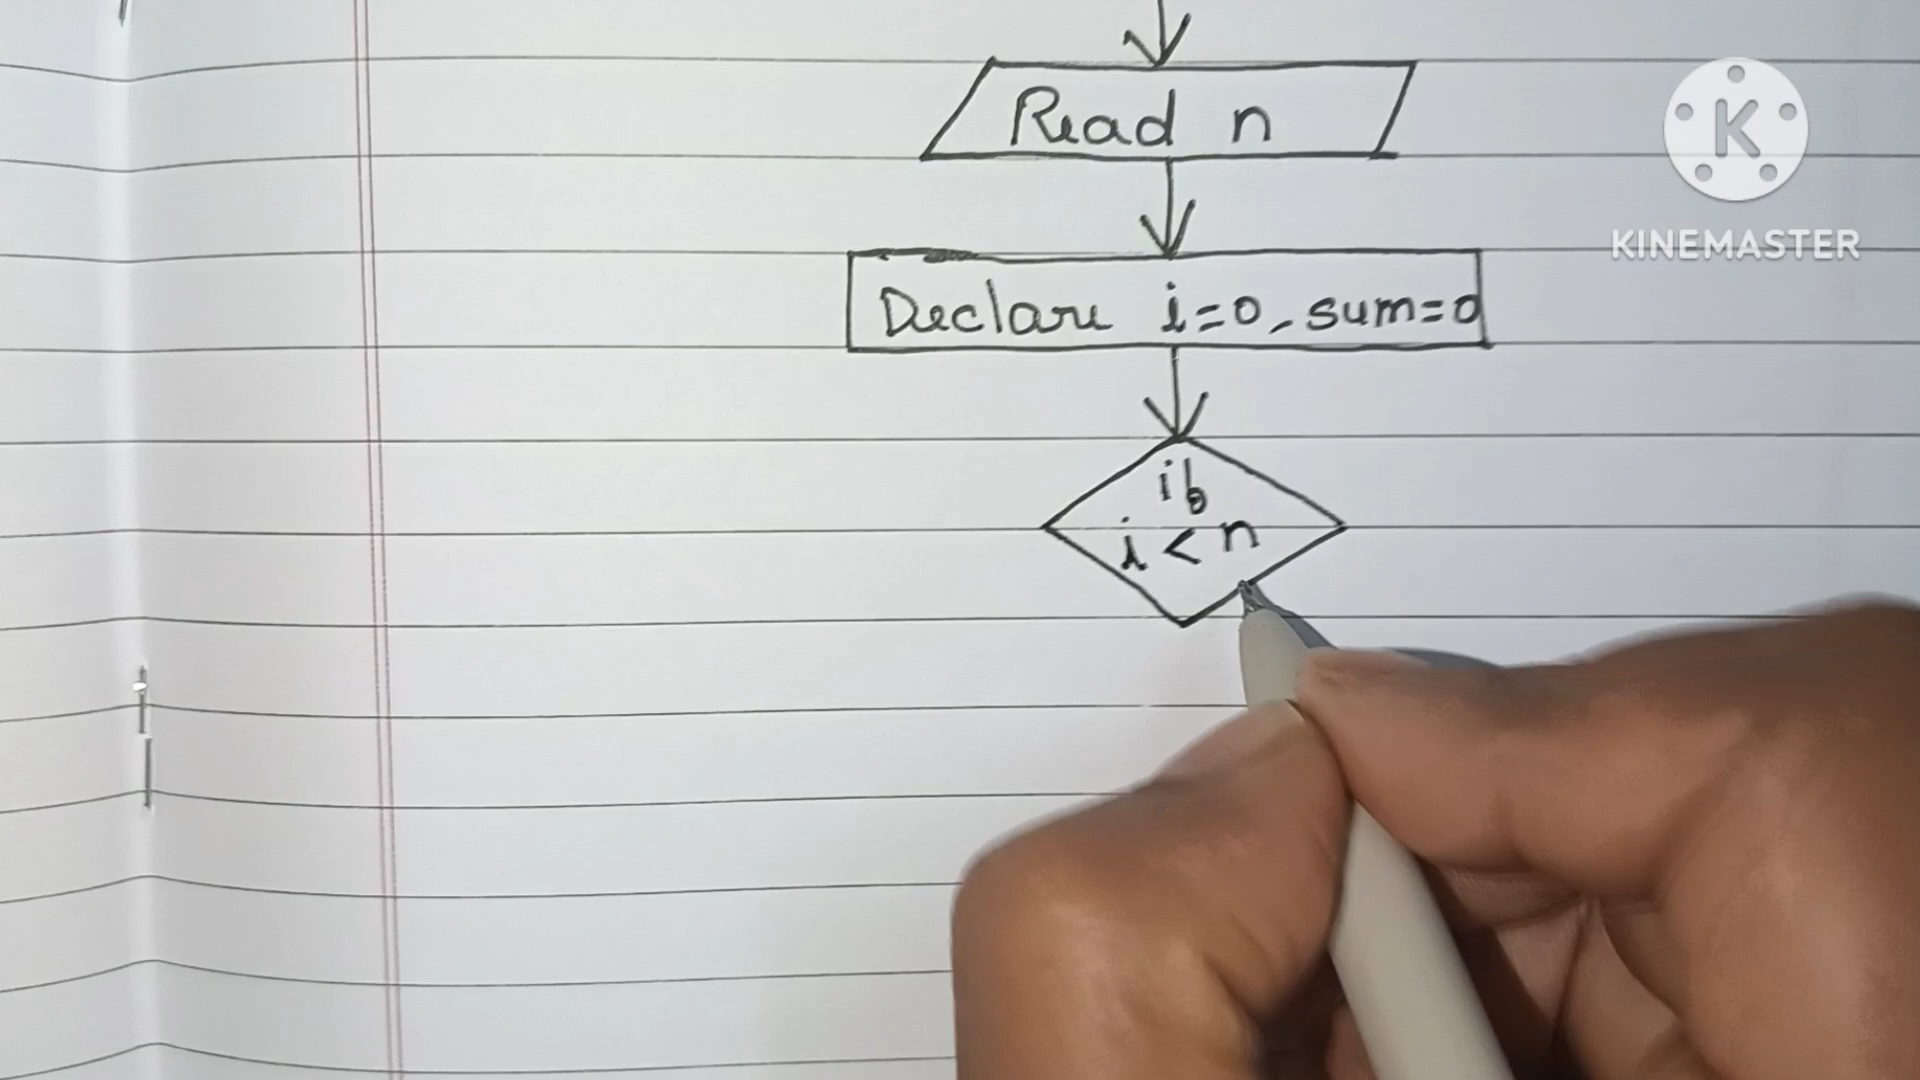 Read n
K
KINEMASTER
Declare i=0, sum=0
if
i < n